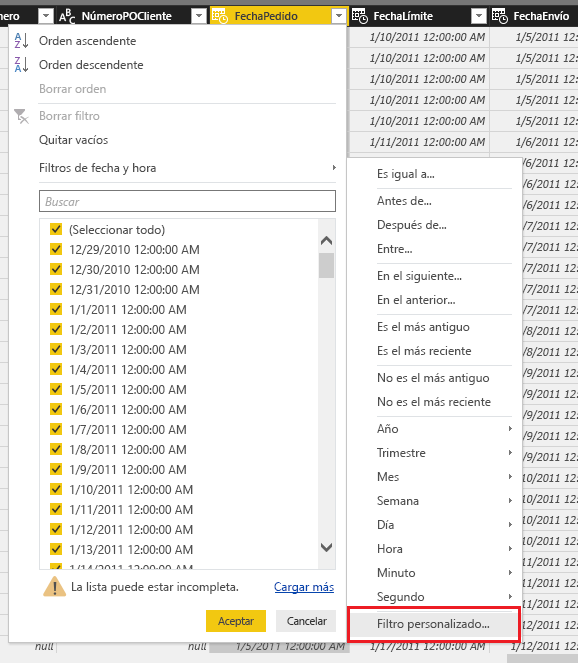 nero
NúmeroPOCliente
FechaPedido
FechaLímite
FechaEnvío
1/10/2011 12:00:00 AM 1/5/2011 12:
1/10/2011 12:00:00 AM 1/5/2011 12:
1/10/2011 12:00:00 AM 1/5/2011 12:
1/10/2011 12:00:00 AM 1/5/2011 12:
1/10/2011 12:00:00 AM 1/5/2011 12:
1/11/2011 12:00:00 AM 1/6/2011 12:
Orden ascendente
Orden descendente
Borrar orden
Borrar filtro
Quitar vacíos
Filtros de fecha y hora
Buscar
(Seleccionar todo)
12/29/2010 12:00:00 AM
12/30/2010 12:00:00 AM
12/31/2010 12:00:00 AM
1/1/2011 12:00:00 AM
1/2/2011 12:00:00 AM
1/3/2011 12:00:00 AM
1/4/2011 12:00:00 AM
1/5/2011 12:00:00 AM
1/6/2011 12:00:00 AM
1/7/2011 12:00:00 AM
1/8/2011 12:00:00 AM
1/9/2011 12:00:00 AM
1/10/2011 12:00:00 AM
1/11/2011 12:00:00 AM
1/12/2011 12:00:00 AM
1/13/2011 12:00:00 AM
1/14/2011 12:00:00 AM
La lista puede estar incompleta.
Cargar más
Aceptar
Cancelar
Es igual a...
Antes de...
Después de...
Entre...
En el siguiente...
En el anterior...
Es el más antiguo
Es el más reciente
No es el más antiguo
No es el más reciente
Año
Trimestre
Mes
Semana
Día
Hora
Minuto
Segundo
Filtro personalizado...
null null 1/5/2011 12:00:00 AM 1/17/2011 12:00:00 AM 1/12/2011 12: